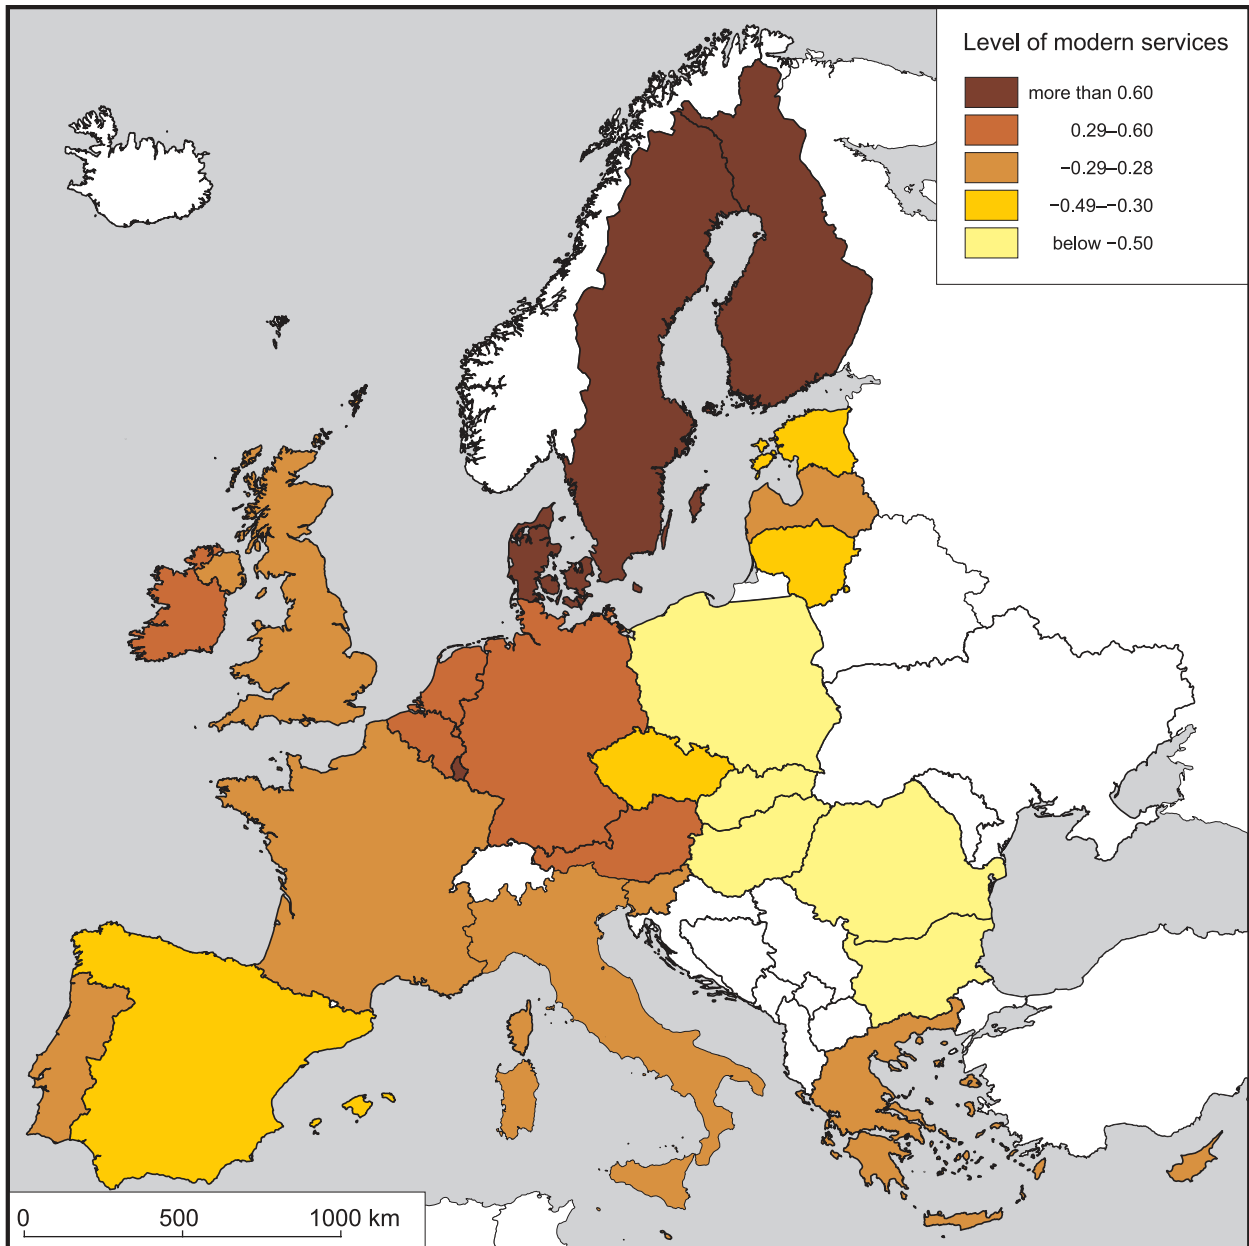 Level of modern services
more than 0.60
0.29–0.60
−0.29–0.28
−0.49–−0.30
below −0.50
0 500 1000 km